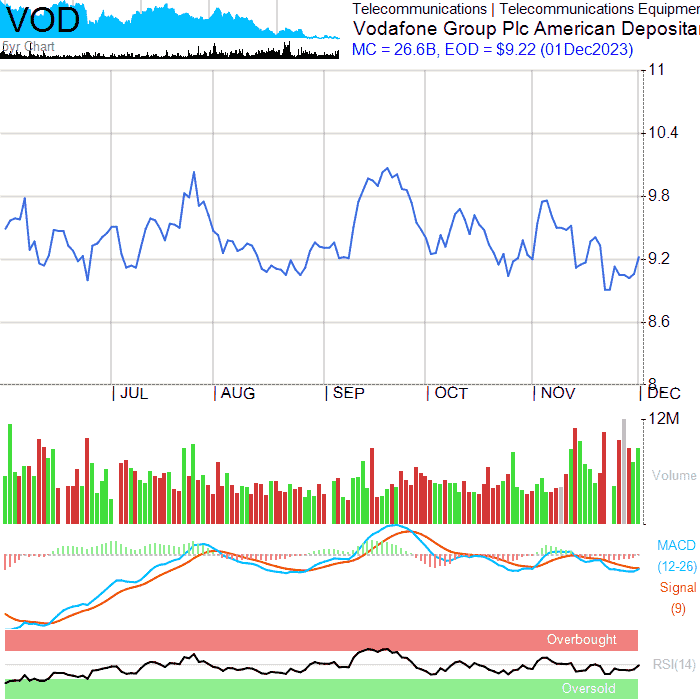 VOD
5yr Chart
Telecommunications | Telecommunications Equipmen
Vodafone Group Plc American Deposita
MC = 26.6B, EOD = $9.22 (01Dec2023)
11
10.4
9.8
9.2
8.6
8
| JUL | AUG | SEP | OCT | NOV | DEC
12M
Volume
MACD
(12-26)
Signal
(9)
Overbought
RSI(14)
Oversold